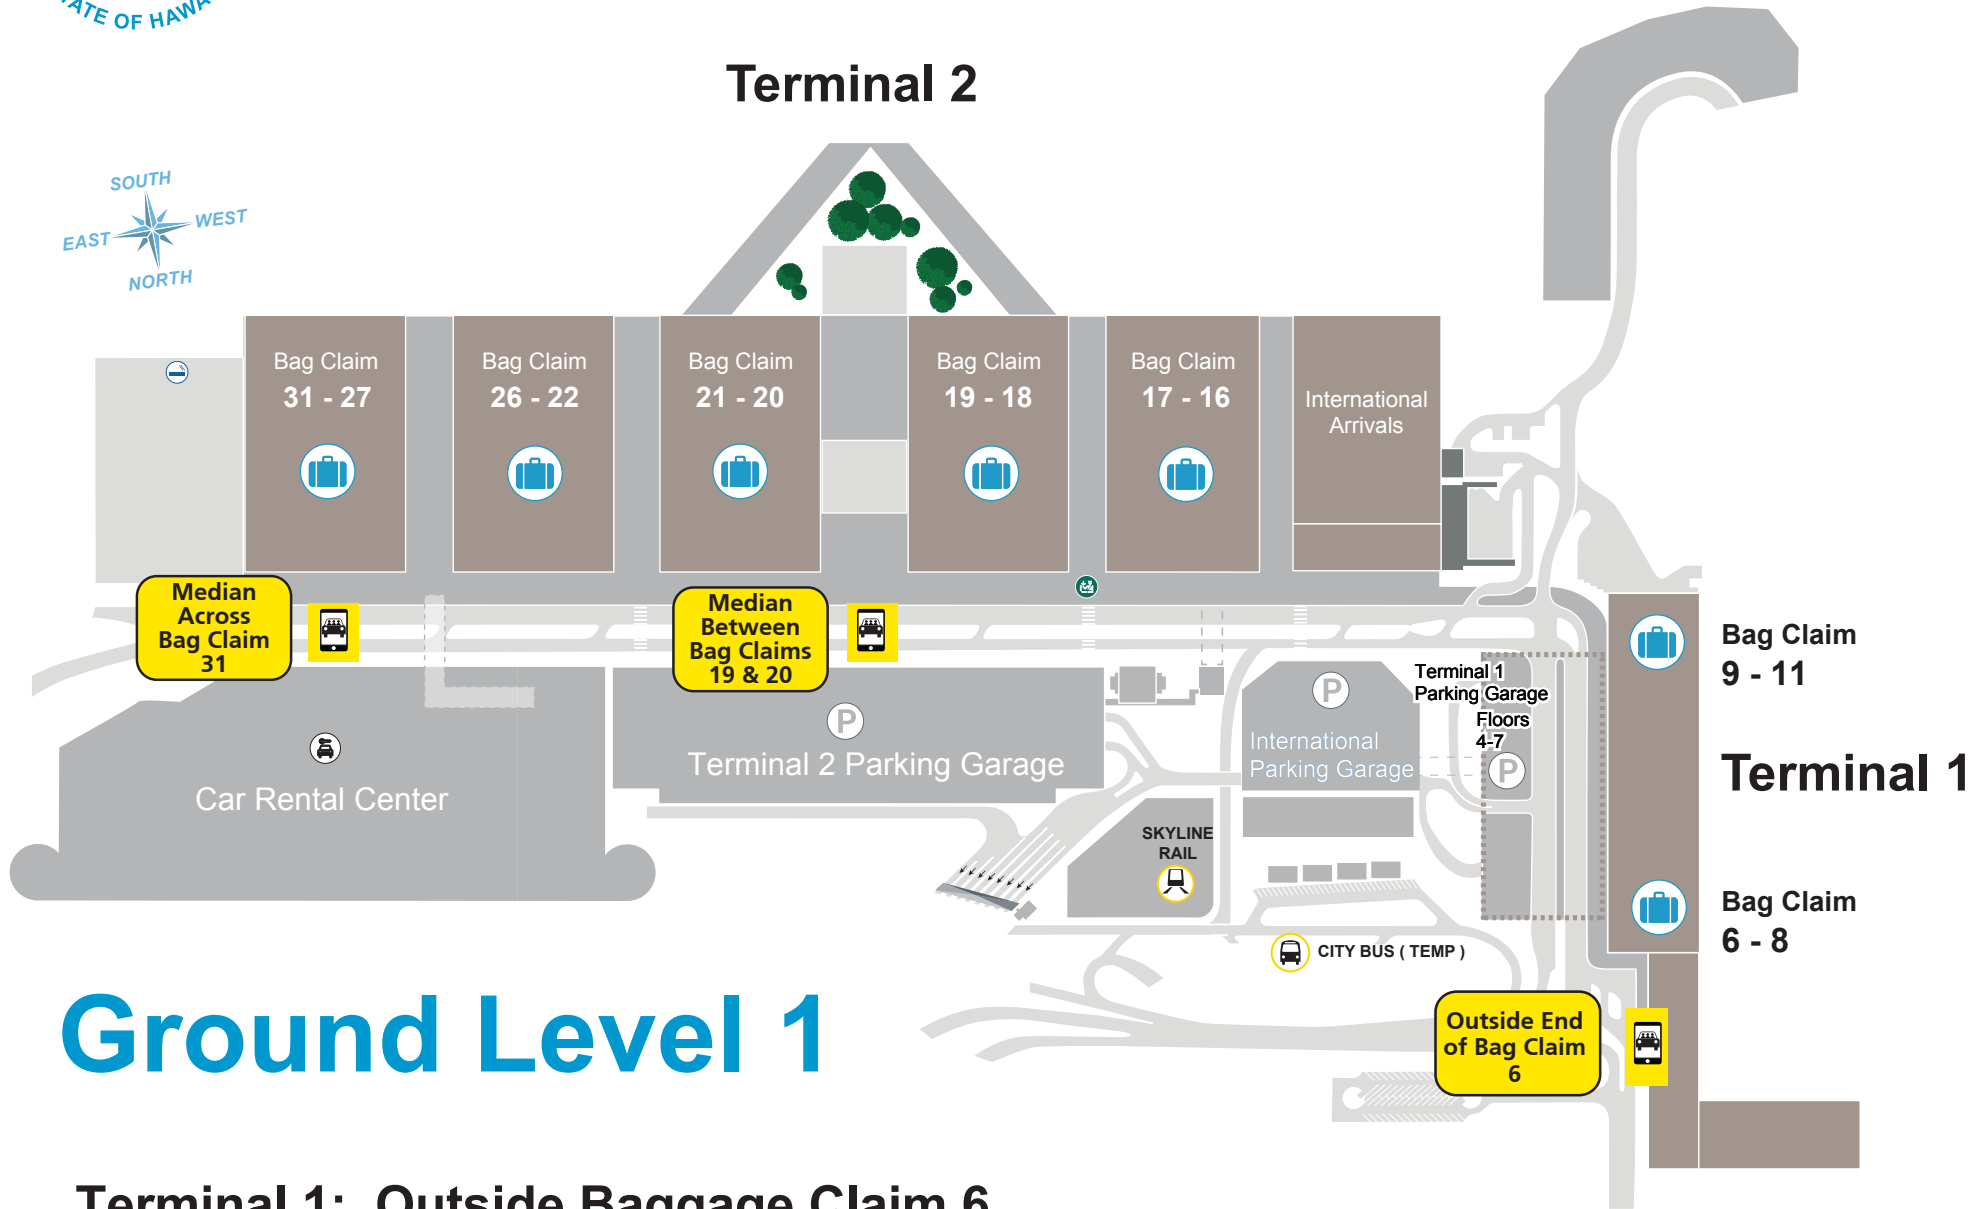 STATE OF HAWA
Terminal 2
SOUTH
WEST
EAST
NORTH
Bag Claim
31 - 27
Bag Claim
26 - 22
Bag Claim
21 - 20
Bag Claim
19 - 18
Bag Claim
17 - 16
International
Arrivals
Median
Across
Bag Claim
31
Median
Between
Bag Claims
19 & 20
Bag Claim
9 - 11
Terminal 1
Parking Garage
Floors
4-7
P
P
P
International
Parking Garage
Terminal 2 Parking Garage
Car Rental Center
Terminal 1
SKYLINE
RAIL
Bag Claim
6 - 8
CITY BUS ( TEMP )
Ground Level 1
Outside End
of Bag Claim
6
Terminal 1: Outside Baggage Claim 6